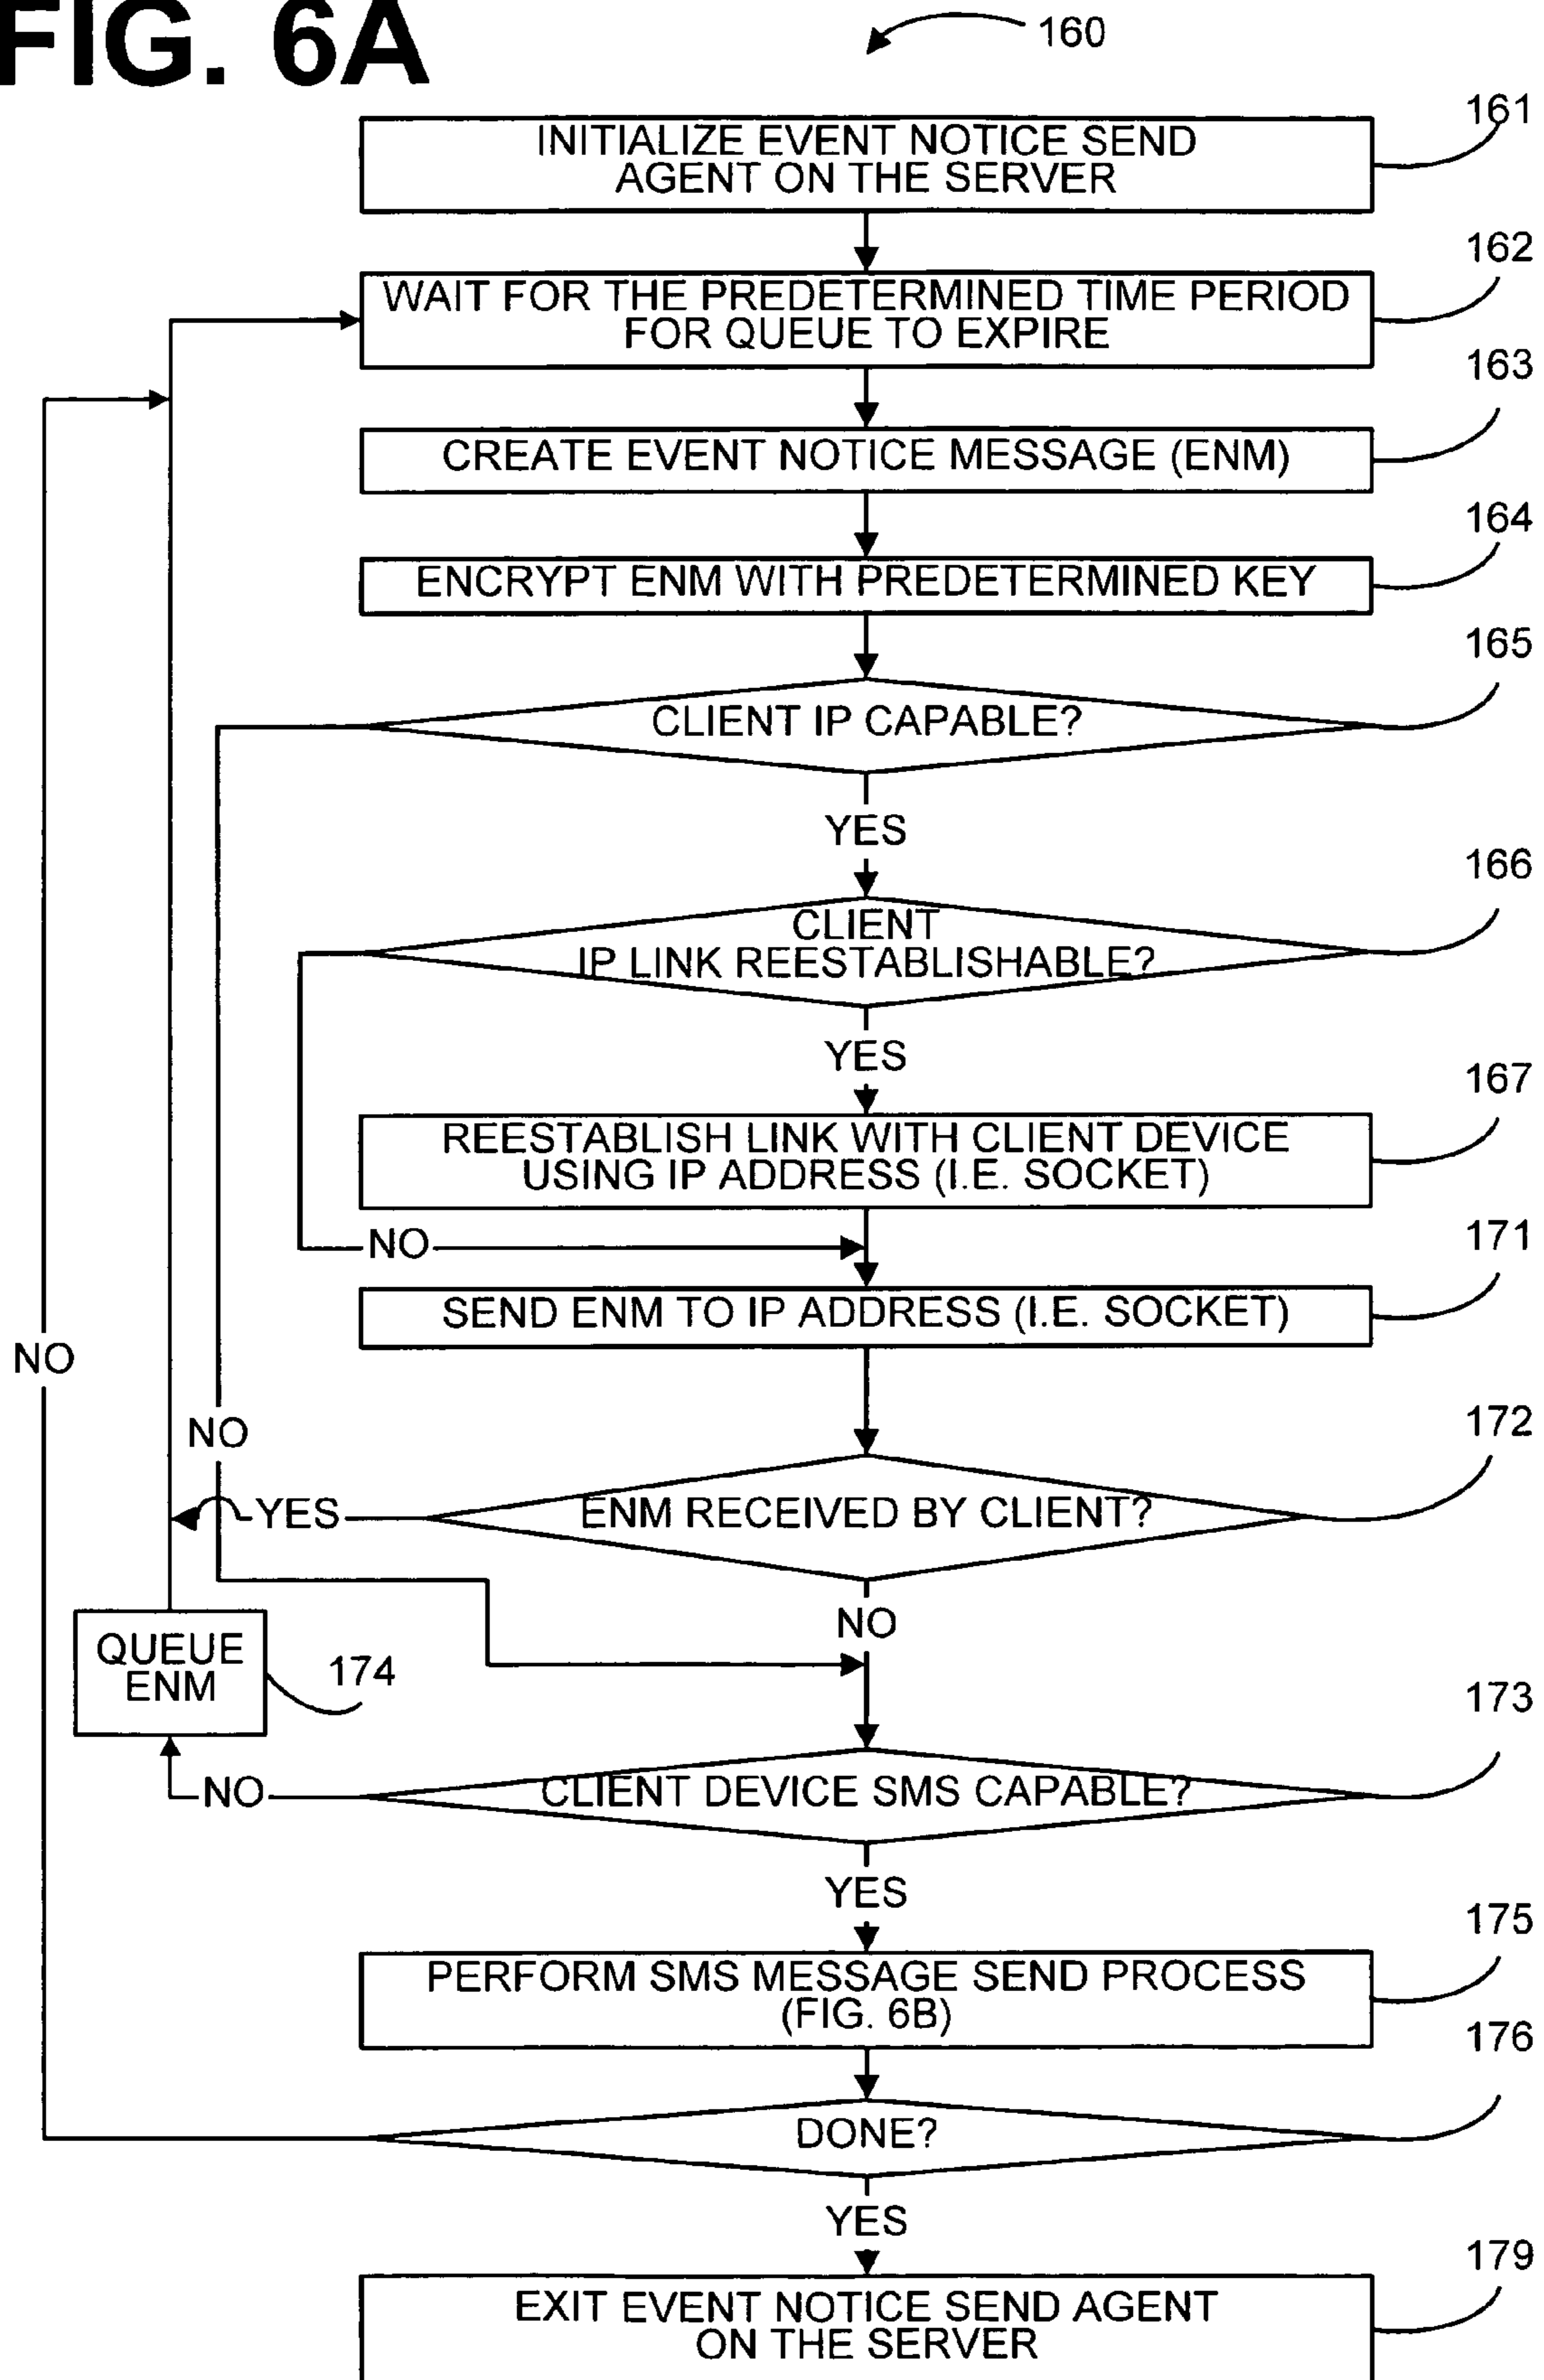 FIG. 6A
160
161
INITIALIZE EVENT NOTICE SEND
AGENT ON THE SERVER
162
WAIT FOR THE PREDETERMINED TIME PERIOD
FOR QUEUE TO EXPIRE
163
CREATE EVENT NOTICE MESSAGE (ENM)
164
ENCRYPT ENM WITH PREDETERMINED KEY
165
CLIENT IP CAPABLE?
YES
166
CLIENT
IP LINK REESTABLISHABLE?
YES
167
REESTABLISH LINK WITH CLIENT DEVICE
USING IP ADDRESS (I.E. SOCKET)
NO
171
SEND ENM TO IP ADDRESS (I.E. SOCKET)
NO
NO
172
YES
ENM RECEIVED BY CLIENT?
NO
QUEUE
ENM
174
173
NO
CLIENT DEVICE SMS CAPABLE?
YES
175
PERFORM SMS MESSAGE SEND PROCESS
(FIG. 6B)
176
DONE?
YES
179
EXIT EVENT NOTICE SEND AGENT
ON THE SERVER